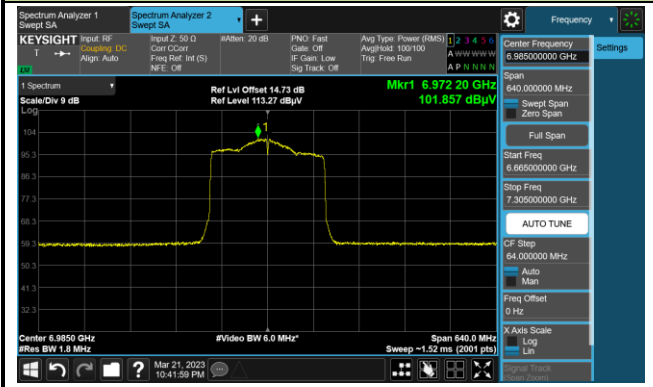 Spectrum Analyzer 1
Swept SA
Spectrum Analyzer 2
Swept SA
+
Frequency
KEYSIGHT
Input: RF
Coupling: DC
Align: Auto
Input Z: 50 Ω
Corr CCorr
Freq Ref: Int (S)
NFE: Off
#Atten: 20 dB
PNO: Fast
Gate: Off
IF Gain: Low
Sig Track: Off
Avg Type: Power (RMS)
Avg|Hold: 100/100
Trig: Free Run
1 2 3 4 5 6
A W W W W W
A P N N N N
T
LW
1 Spectrum
Scale/Div 9 dB
Log
Ref Lvl Offset 14.73 dB
Ref Level 113.27 dBμV
Mkr1 6.972 20 GHz
101.857 dBμV
1
104
95.3
86.3
77.3
68.3
59.3
50.3
41.3
32.3
Center 6.9850 GHz
#Res BW 1.8 MHz
#Video BW 6.0 MHz*
Span 640.0 MHz
Sweep ~1.52 ms (2001 pts)
Center Frequency
6.985000000 GHz
Settings
Span
640.000000 MHz
Swept Span
Zero Span
Full Span
Start Freq
6.665000000 GHz
Stop Freq
7.305000000 GHz
AUTO TUNE
CF Step
64.000000 MHz
Auto
Man
Freq Offset
0 Hz
X Axis Scale
Log
Lin
Signal Track
(Span Zoom)
?
Mar 21, 2023
10:41:59 PM